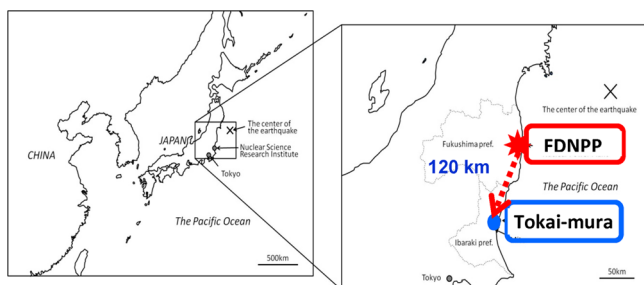 CHINA
JAPAN
The center of
the earthquake
Nuclear Science
Research Institute
Tokyo
The Pacific Ocean
500km
The center of the earthquake
Fukushima pref.
FDNPP
120 km
The Pacific Ocean
Tokai-mura
Ibaraki pref.
Tokyo
50km